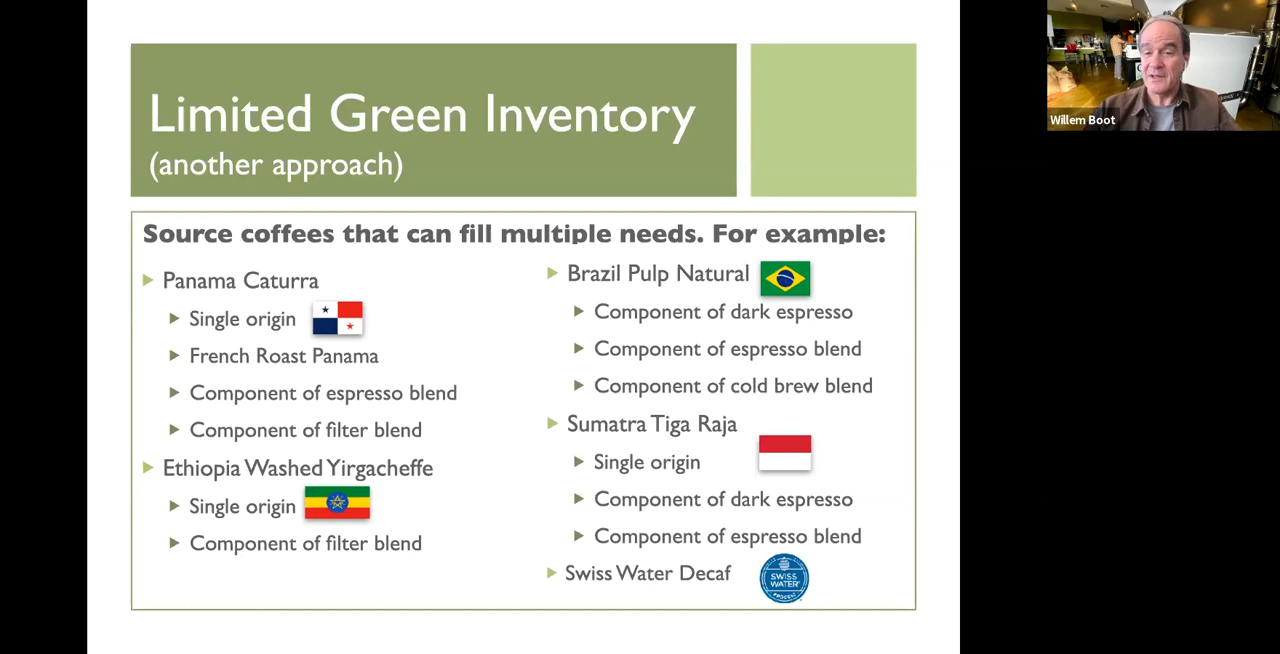 Limited Green Inventory
(another approach)
Source coffees that can fill multiple needs. For example:
Panama Caturra
Single origin
French Roast Panama
Component of espresso blend
Component of filter blend
Ethiopia Washed Yirgacheffe
Single origin
Component of filter blend
Brazil Pulp Natural
Component of dark espresso
Component of espresso blend
Component of cold brew blend
Sumatra Tiga Raja
Single origin
Component of dark espresso
Component of espresso blend
Swiss Water Decaf
SWISS
WATER
PROCESS
Willem Boot